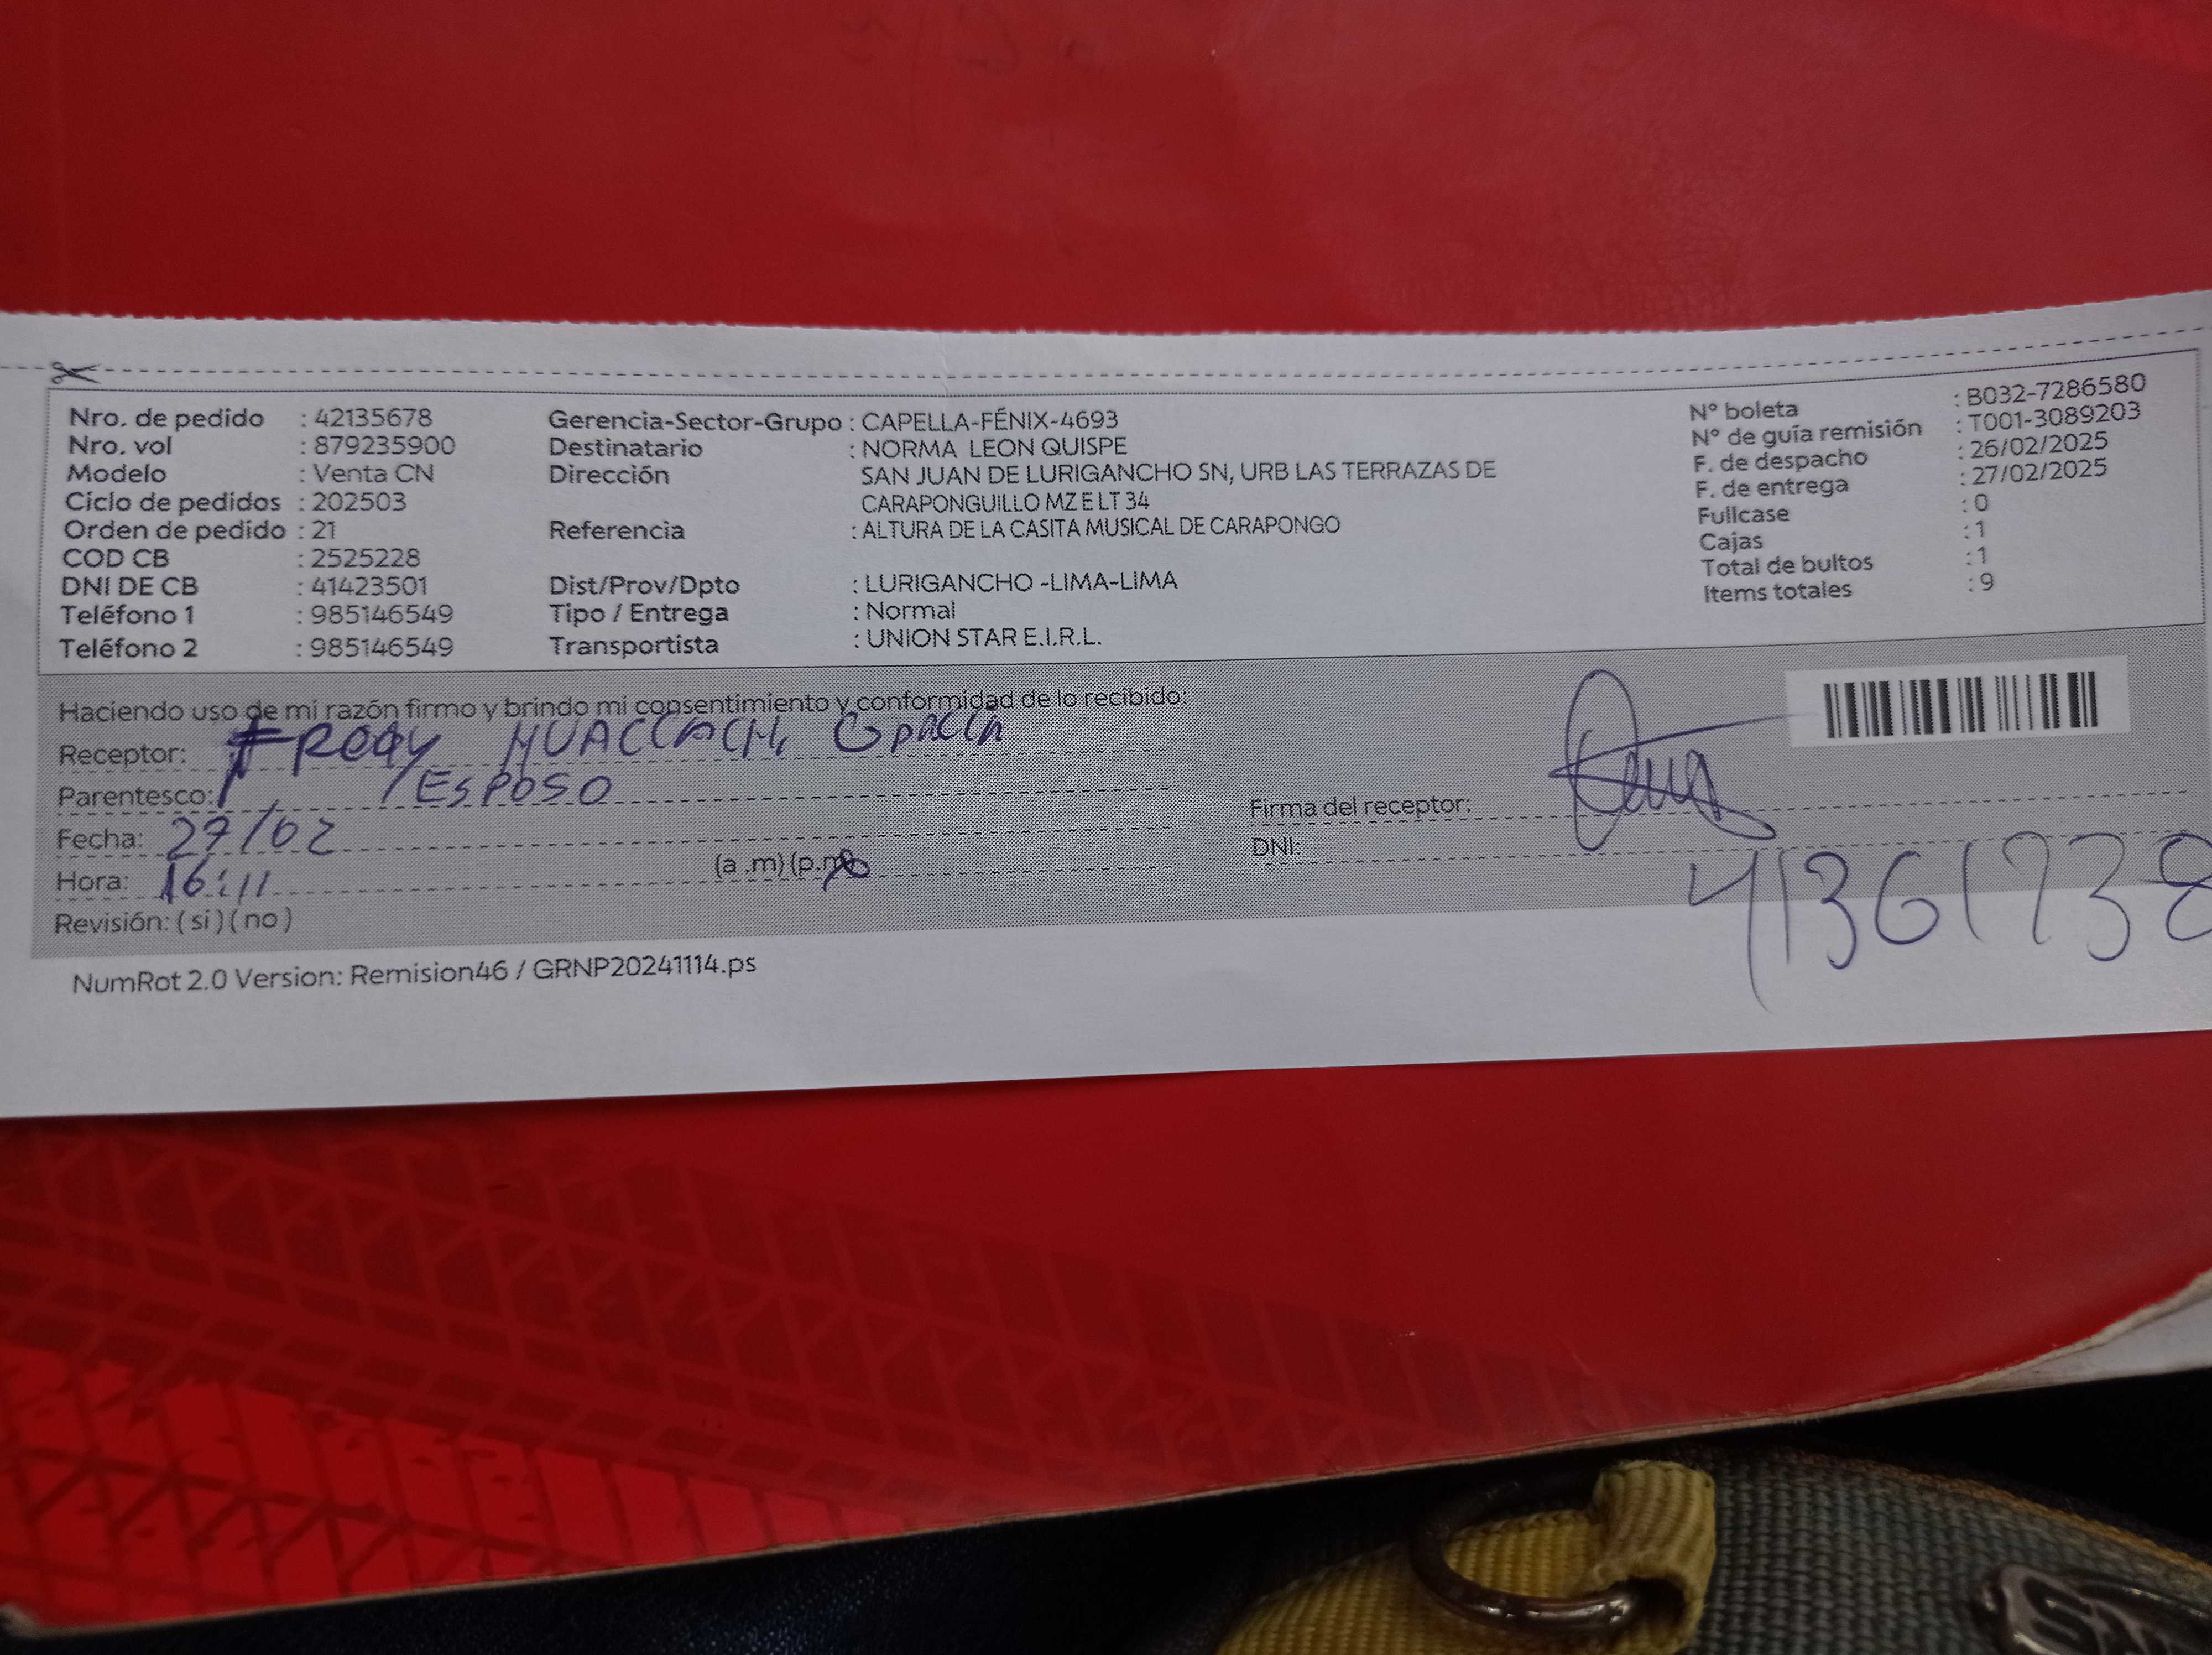 Nro. de pedido : 42135678
Nro. vol : 879235900
Modelo : Venta CN
Ciclo de pedidos : 202503
Orden de pedido : 21
COD CB : 2525228
DNI DE CB : 41423501
Teléfono 1 : 985146549
Teléfono 2 : 985146549
Gerencia-Sector-Grupo : CAPELLA-FÉNIX-4693
Destinatario : NORMA LEON QUISPE
Dirección SAN JUAN DE LURIGANCHO SN, URB LAS TERRAZAS DE
CARAPONGUILLO MZ E LT 34
Referencia : ALTURA DE LA CASITA MUSICAL DE CARAPONGO
Dist/Prov/Dpto : LURIGANCHO -LIMA-LIMA
Tipo / Entrega : Normal
Transportista : UNION STAR E.I.R.L.
N° boleta : B032-7286580
N° de guía remisión : T001-3089203
F. de despacho : 26/02/2025
F. de entrega : 27/02/2025
Fullcase : 0
Cajas : 1
Total de bultos : 1
Items totales : 9
Haciendo uso de mi razón firmo y brindo mi consentimiento y conformidad de lo recibido:
Receptor: FREDY
Parentesco: ESPOSO
Fecha: 27/02
Hora: 16:11 (a .m) (p.m)
Revisión: ( si ) ( no )
Firma del receptor:
DNI: 41361738
NumRot 2.0 Version: Remision46 / GRNP20241114.ps